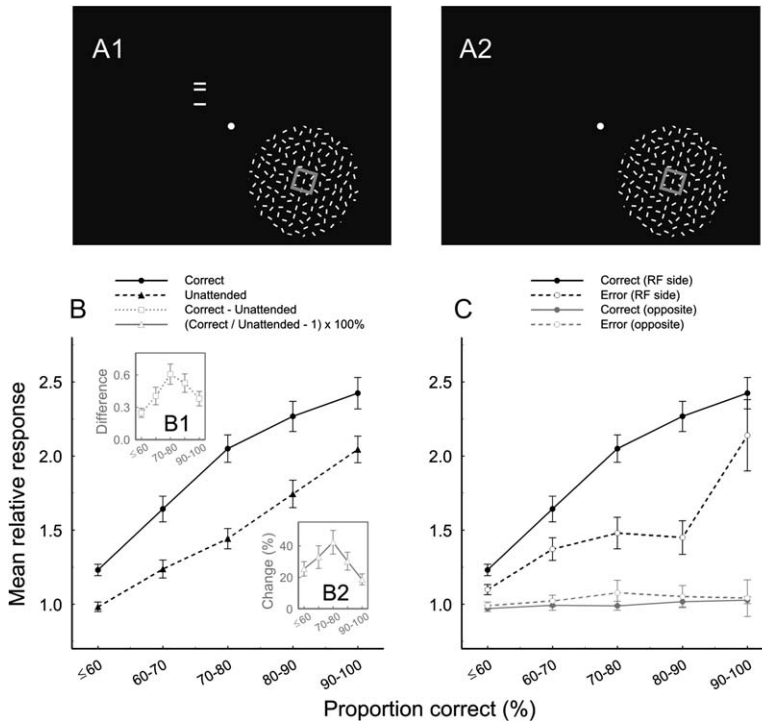 A1
A2
B
Correct
Unattended
Correct - Unattended
(Correct / Unattended - 1) x 100%
Mean relative response
2.5
2.0
1.5
1.0
Difference
0.6
0.3
0.0
B1
≤60
70-80
90-100
Change (%)
40
20
0
B2
≤60
70-80
90-100
≤60
60-70
70-80
80-90
90-100
C
Correct (RF side)
Error (RF side)
Correct (opposite)
Error (opposite)
2.5
2.0
1.5
1.0
≤60
60-70
70-80
80-90
90-100
Proportion correct (%)